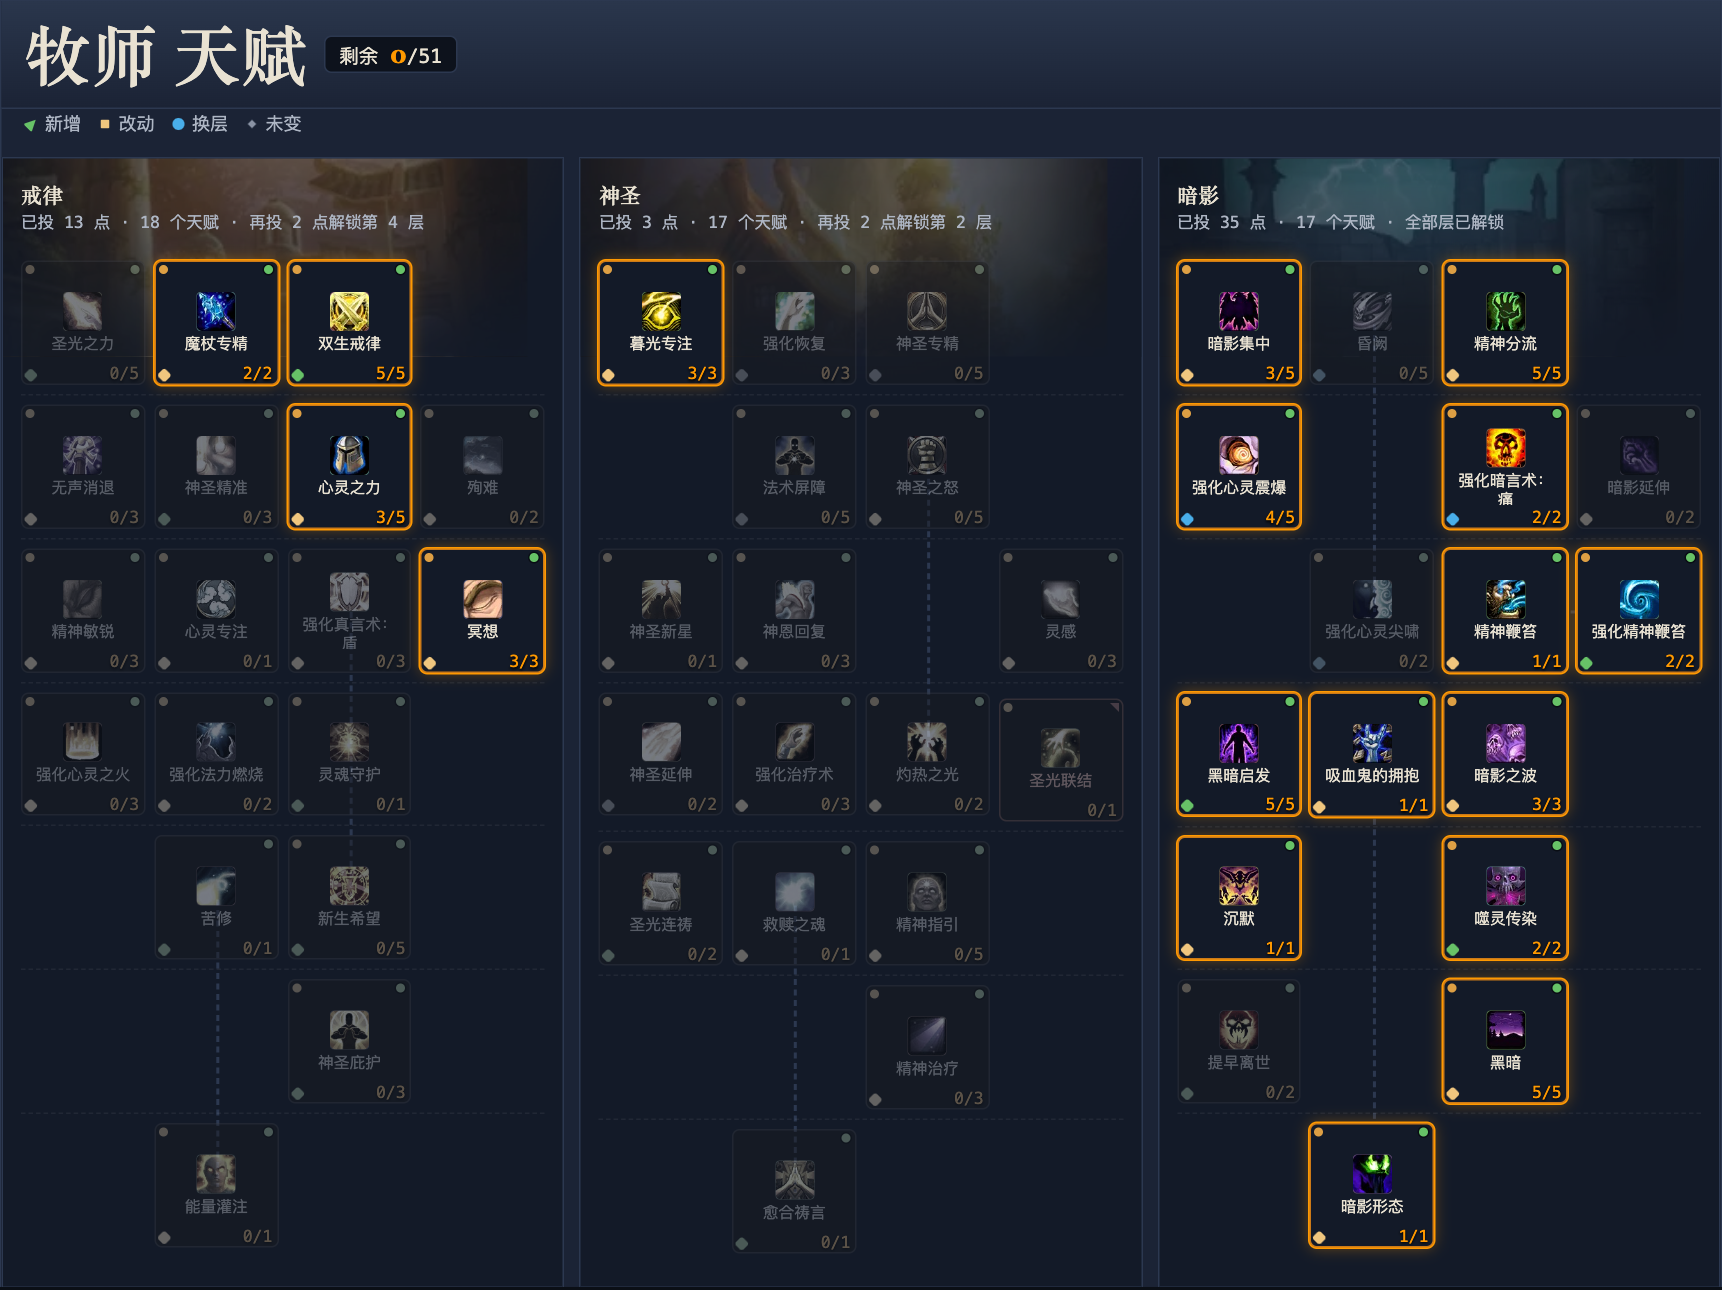 牧师 天赋 剩余 0/51
新增 改动 换层 未变
戒律
已投 13 点 · 18 个天赋 · 再投 2 点解锁第 4 层
圣光之力
0/5
魔杖专精
2/2
双生戒律
5/5
无声消退
0/3
神圣精准
0/3
心灵之力
3/5
殉难
0/2
精神敏锐
0/3
心灵专注
0/1
强化真言术:
盾
0/3
冥想
3/3
强化心灵之火
0/3
强化法力燃烧
0/2
灵魂守护
0/1
苦修
0/1
新生希望
0/5
神圣庇护
0/3
能量灌注
0/1
神圣
已投 3 点 · 17 个天赋 · 再投 2 点解锁第 2 层
暮光专注
3/3
强化恢复
0/3
神圣专精
0/5
法术屏障
0/5
神圣之怒
0/5
神圣新星
0/1
神恩回复
0/3
灵感
0/3
神圣延伸
0/2
强化治疗术
0/3
灼热之光
0/2
圣光联结
0/1
圣光连祷
0/2
救赎之魂
0/1
精神指引
0/5
精神治疗
0/3
愈合祷言
0/1
暗影
已投 35 点 · 17 个天赋 · 全部层已解锁
暗影集中
3/5
昏阙
0/5
精神分流
5/5
强化心灵震爆
4/5
强化暗言术:
痛
2/2
暗影延伸
0/2
强化心灵尖啸
0/2
精神鞭笞
1/1
强化精神鞭笞
2/2
黑暗启发
5/5
吸血鬼的拥抱
1/1
暗影之波
3/3
沉默
1/1
噬灵传染
2/2
提早离世
0/2
黑暗
5/5
暗影形态
1/1